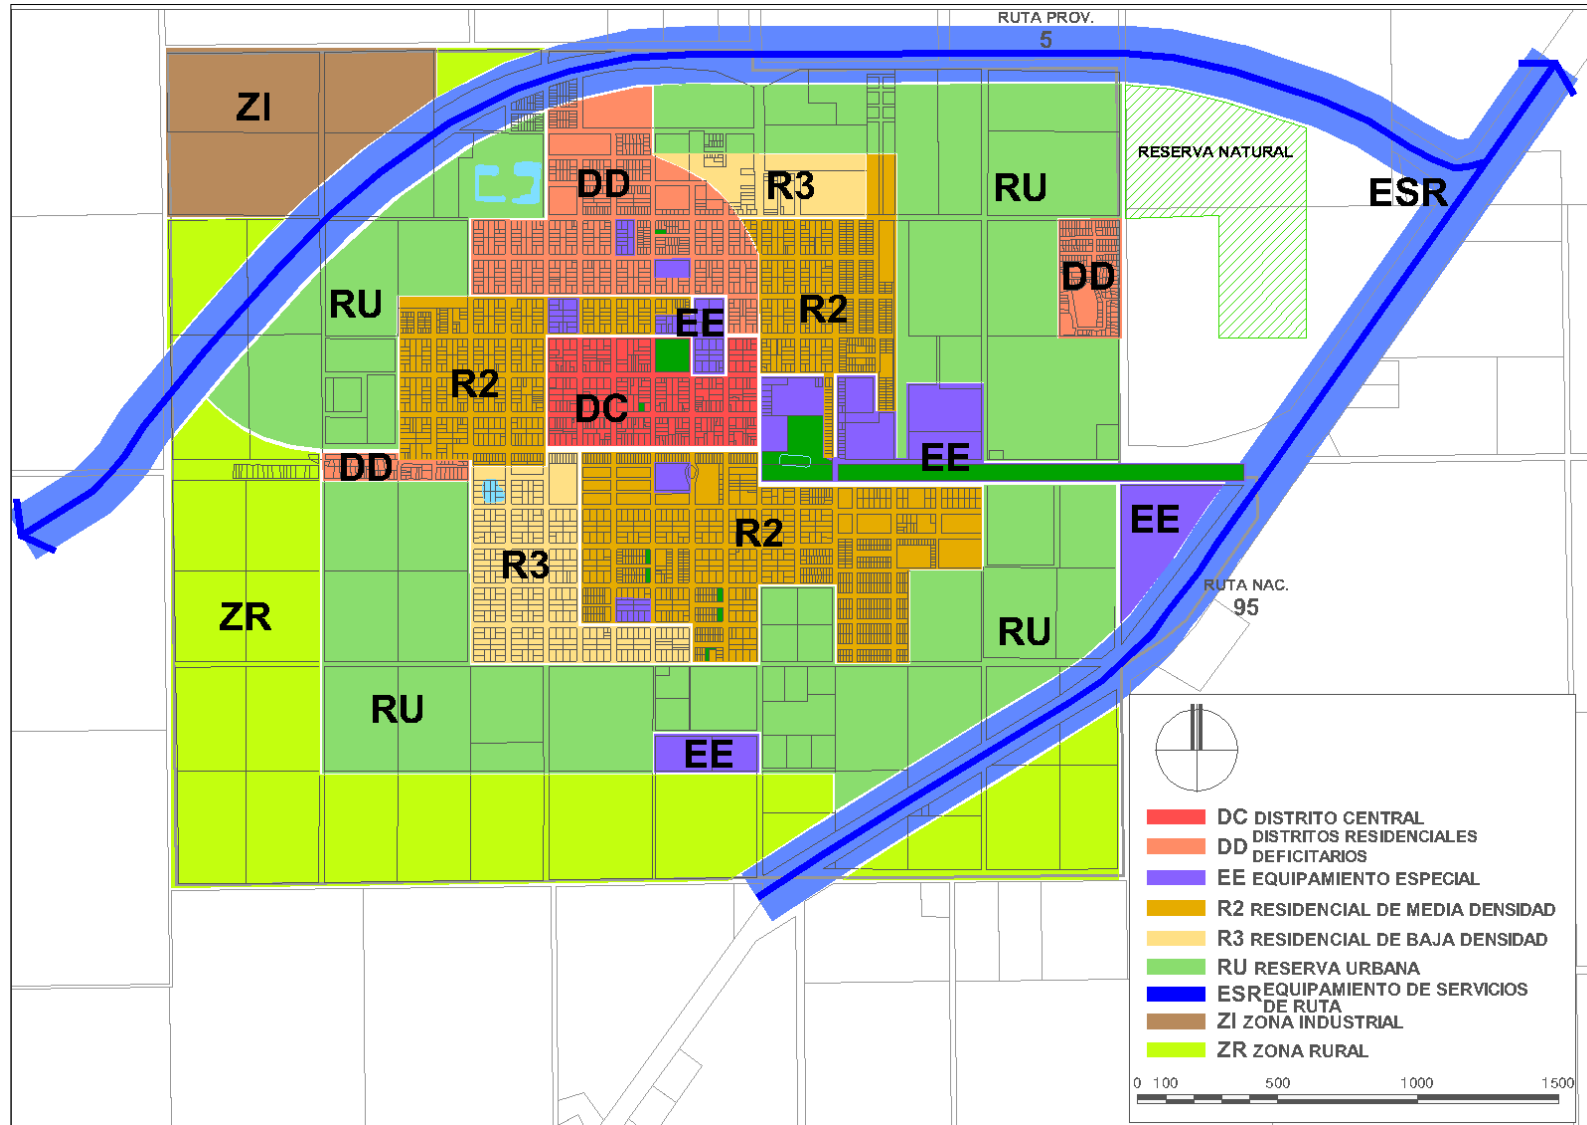 RUTA PROV.
5
ZI
RESERVA NATURAL
DD
R3
RU
ESR
DD
RU
R2
EE
R2
DC
DD
EE
R2
EE
R3
RUTA NAC.
95
ZR
RU
RU
EE
DC DISTRITO CENTRAL
DD DISTRITOS RESIDENCIALES
DEFICITARIOS
EE EQUIPAMIENTO ESPECIAL
R2 RESIDENCIAL DE MEDIA DENSIDAD
R3 RESIDENCIAL DE BAJA DENSIDAD
RU RESERVA URBANA
ESR EQUIPAMIENTO DE SERVICIOS
DE RUTA
ZI ZONA INDUSTRIAL
ZR ZONA RURAL
0 100 500 1000 1500